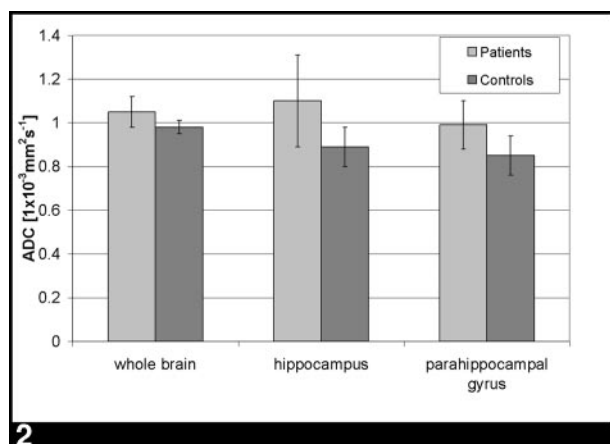 1.4
1.2
1
0.8
0.6
0.4
0.2
0
ADC [1x10⁻³mm²s⁻¹]
Patients
Controls
whole brain
hippocampus
parahippocampal
gyrus
2